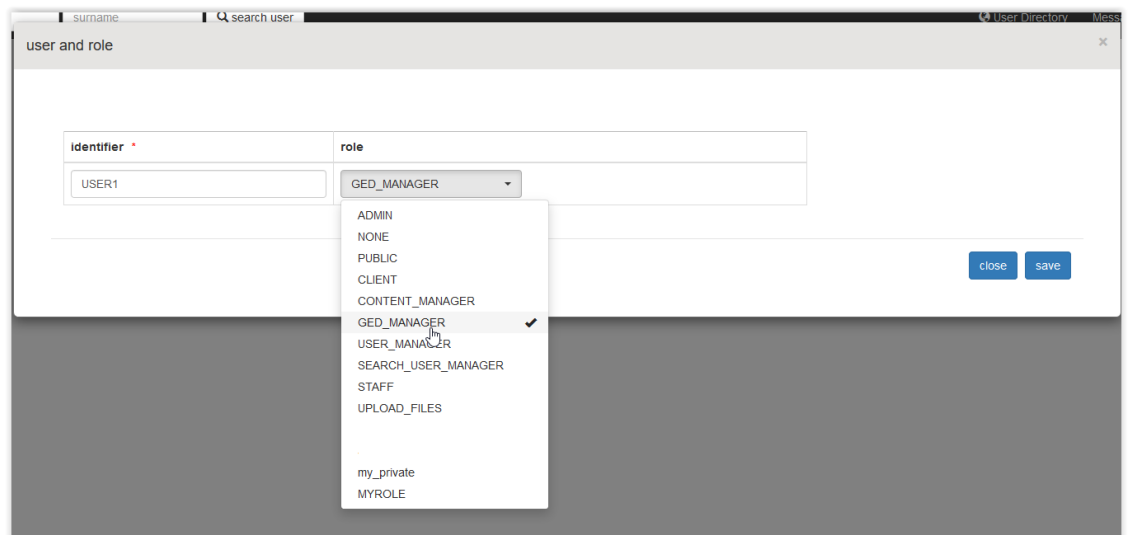 surname
search user
User Directory
user and role
×
identifier *
role
USER1
GED_MANAGER
ADMIN
NONE
PUBLIC
CLIENT
CONTENT_MANAGER
GED_MANAGER
USER_MANAGER
SEARCH_USER_MANAGER
STAFF
UPLOAD_FILES
my_private
MYROLE
close
save